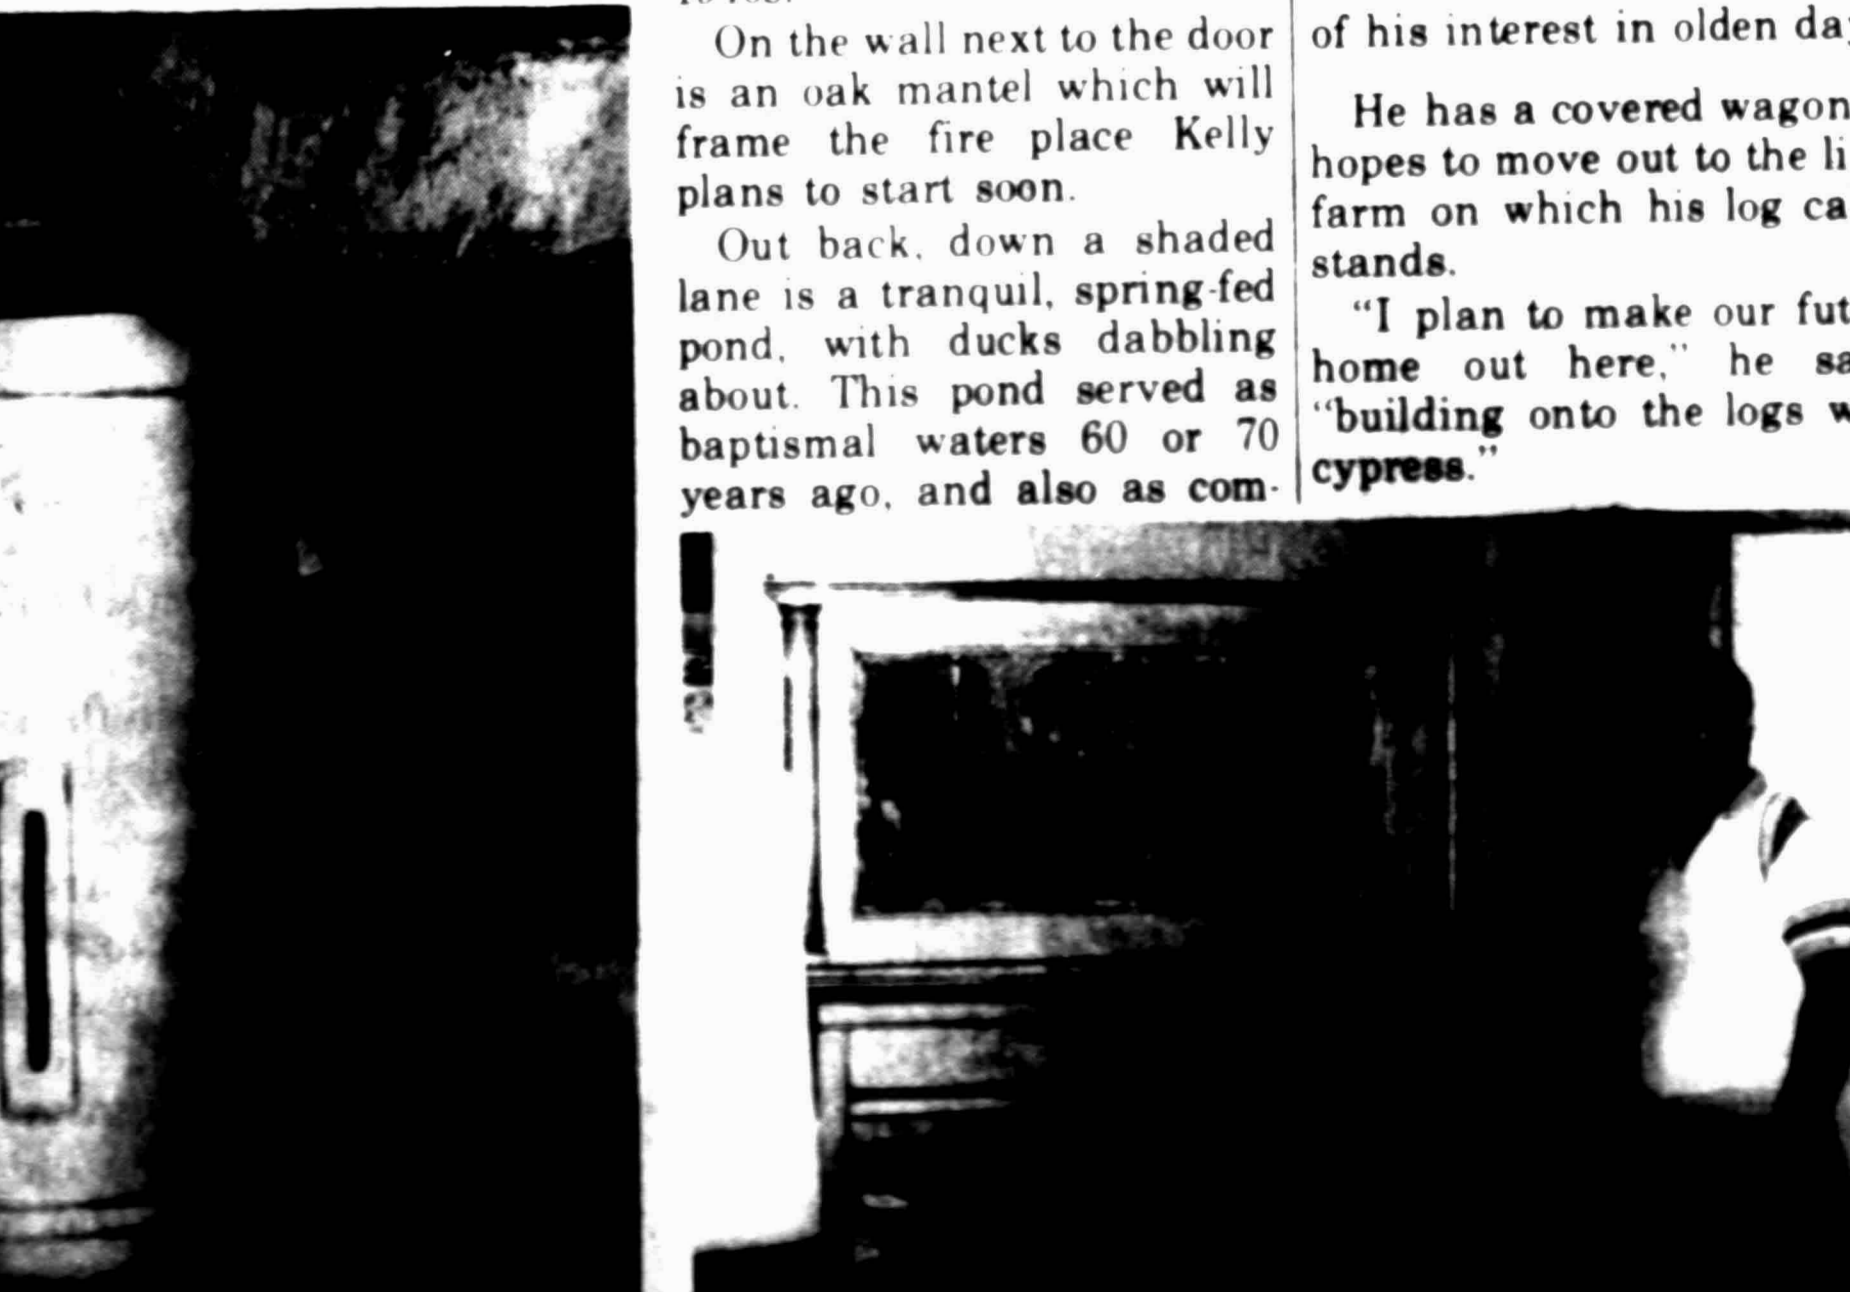 On the wall next to the door
is an oak mantel which will
frame the fire place Kelly
plans to start soon.
Out back, down a shaded
lane is a tranquil, spring-fed
pond, with ducks dabbling
about. This pond served as
baptismal waters 60 or 70
years ago, and also as com-
of his interest in olden
He has a covered wagon
hopes to move out to the
farm on which his log
stands.
"I plan to make our
home out here," he
"building onto the logs
cypress."